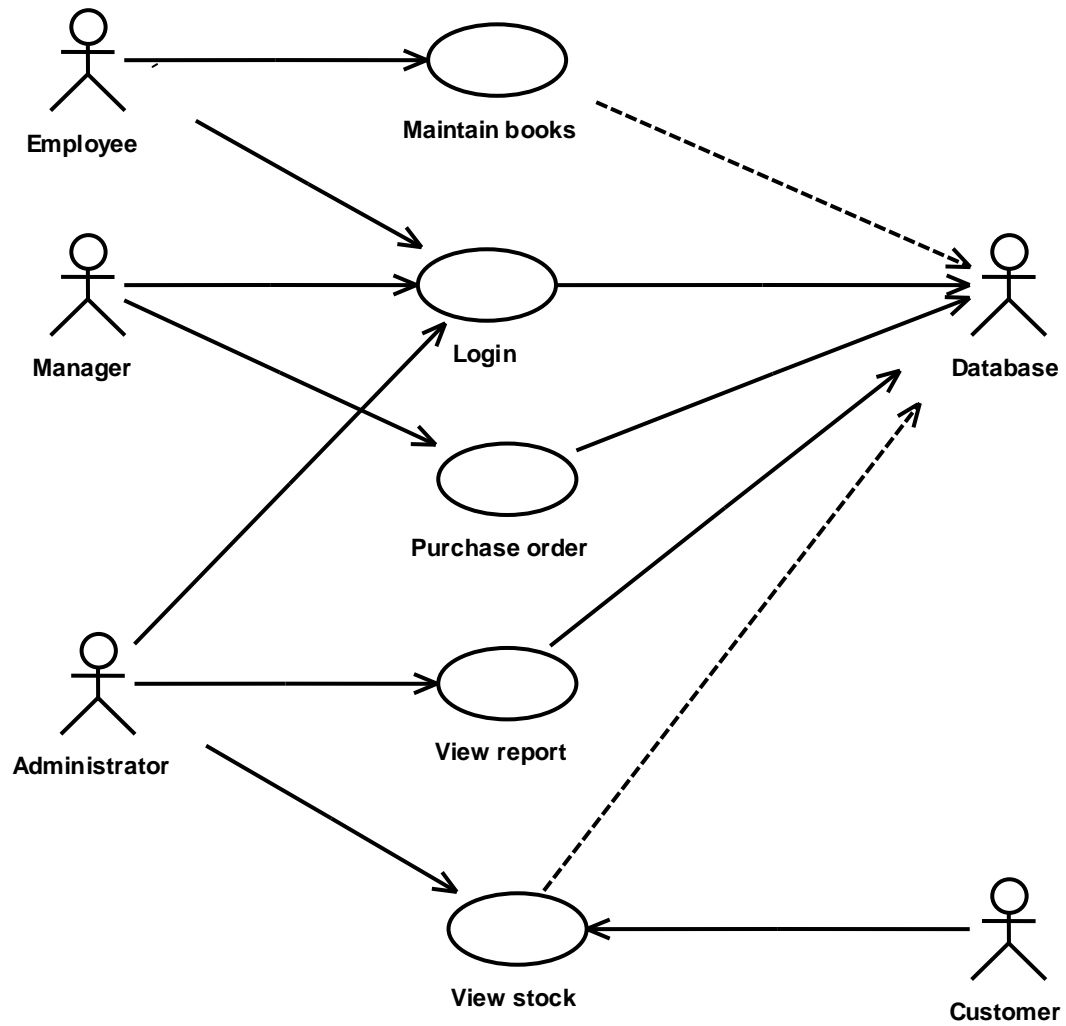 Maintain books
Employee
Login
Manager
Database
Purchase order
View report
Administrator
View stock
Customer